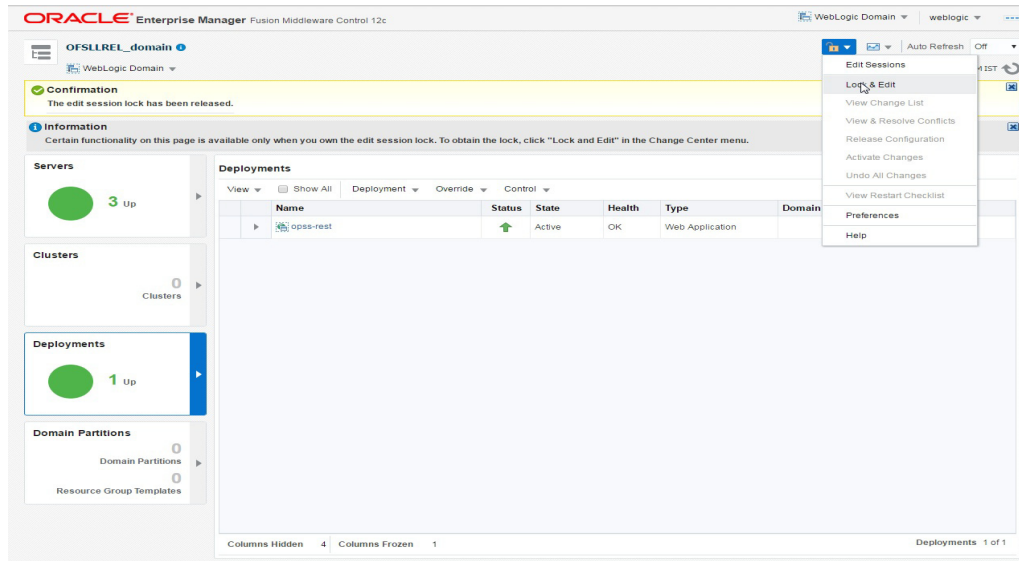 ORACLE Enterprise Manager Fusion Middleware Control 12c
WebLogic Domain weblogic
OFSLLREL_domain
WebLogic Domain
Auto Refresh Off
Edit Sessions
Lock & Edit
View Change List
View & Resolve Conflicts
Release Configuration
Activate Changes
Undo All Changes
View Restart Checklist
Preferences
Help
M IST
Confirmation
The edit session lock has been released.
Information
Certain functionality on this page is available only when you own the edit session lock. To obtain the lock, click "Lock and Edit" in the Change Center menu.
Servers
3 Up
Clusters
0
Clusters
Deployments
1 Up
Domain Partitions
0
Domain Partitions
0
Resource Group Templates
Deployments
View Show All Deployment Override Control
Name Status State Health Type Domain
opss-rest Active OK Web Application
Columns Hidden 4 Columns Frozen 1
Deployments 1 of 1